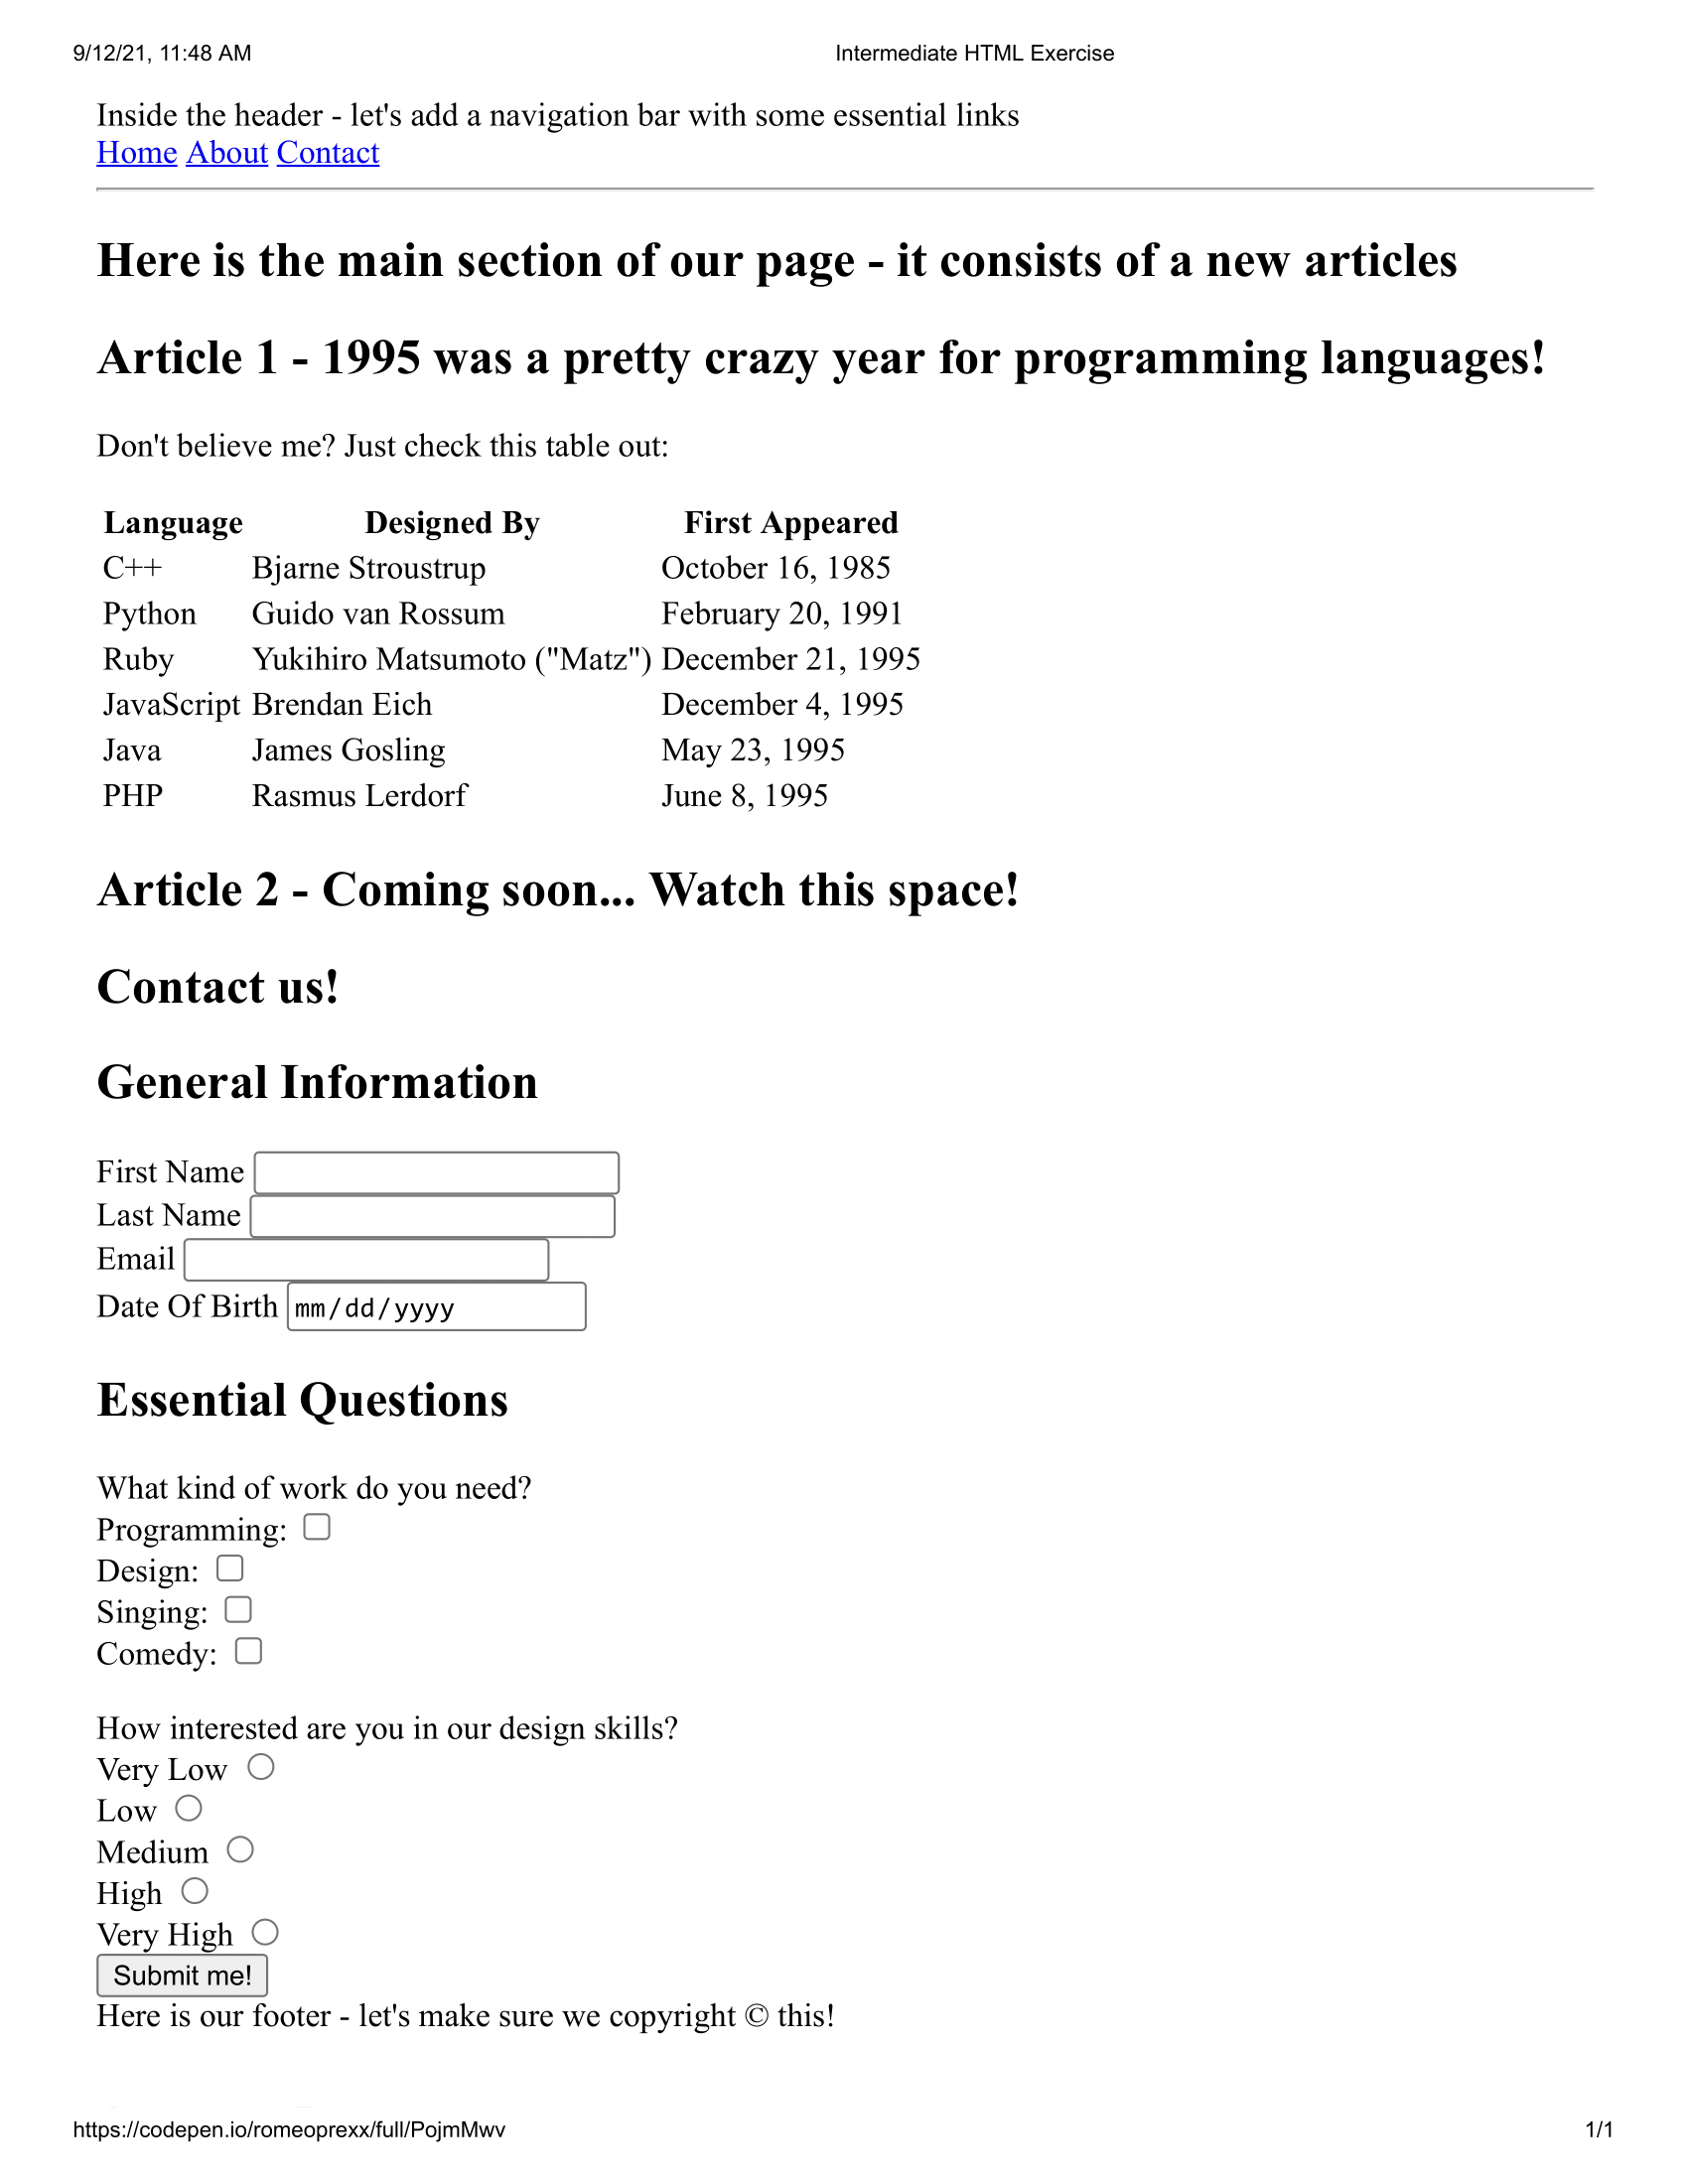 9/12/21, 11:48 AM Intermediate HTML Exercise
Inside the header - let's add a navigation bar with some essential links
Home About Contact
Here is the main section of our page - it consists of a new articles
Article 1 - 1995 was a pretty crazy year for programming languages!
Don't believe me? Just check this table out:
Language Designed By First Appeared
C++ Bjarne Stroustrup October 16, 1985
Python Guido van Rossum February 20, 1991
Ruby Yukihiro Matsumoto ("Matz") December 21, 1995
JavaScript Brendan Eich December 4, 1995
Java James Gosling May 23, 1995
PHP Rasmus Lerdorf June 8, 1995
Article 2 - Coming soon... Watch this space!
Contact us!
General Information
First Name
Last Name
Email
Date Of Birth mm/dd/yyyy
Essential Questions
What kind of work do you need?
Programming:
Design:
Singing:
Comedy:
How interested are you in our design skills?
Very Low
Low
Medium
High
Very High
Submit me!
Here is our footer - let's make sure we copyright © this!
https://codepen.io/romeoprexx/full/PojmMwv 1/1